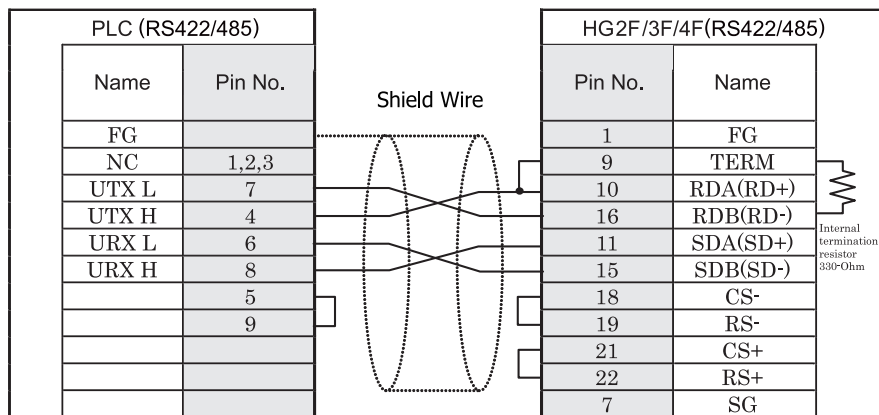 PLC (RS422/485)
HG2F/3F/4F(RS422/485)
Name Pin No.
Shield Wire
Pin No. Name
FG
1 FG
NC 1,2,3
9 TERM
UTX L 7
10 RDA(RD+)
UTX H 4
16 RDB(RD-)
URX L 6
11 SDA(SD+)
URX H 8
15 SDB(SD-)
Internal
termination
resistor
330-Ohm
5
18 CS-
9
19 RS-
21 CS+
22 RS+
7 SG